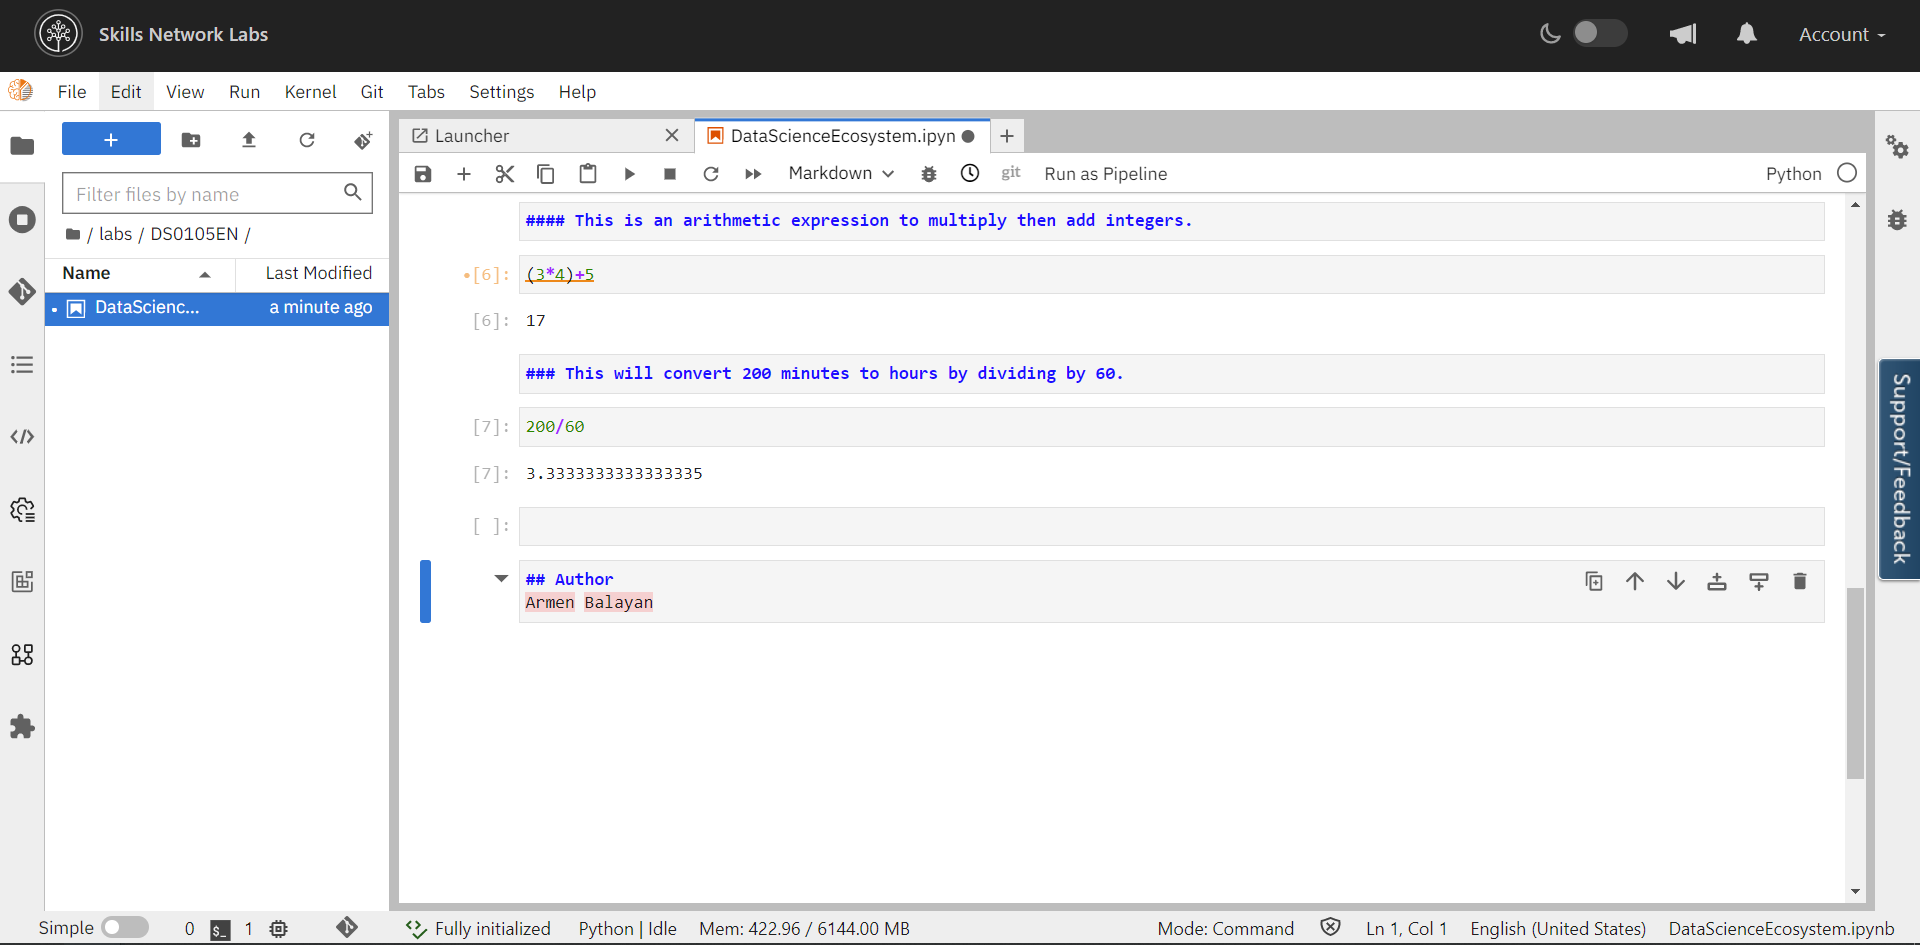 Skills Network Labs
Account
File Edit View Run Kernel Git Tabs Settings Help
Filter files by name
/ labs / DS0105EN /
Name Last Modified
DataScienc... a minute ago
Launcher
DataScienceEcosystem.ipyn
Markdown
git
Run as Pipeline
Python
#### This is an arithmetic expression to multiply then add integers.
[6]: (3*4)+5
[6]: 17
### This will convert 200 minutes to hours by dividing by 60.
[7]: 200/60
[7]: 3.3333333333333335
[ ]:
## Author
Armen Balayan
Support/Feedback
Simple 0 $_ 1 Fully initialized Python | Idle Mem: 422.96 / 6144.00 MB Mode: Command Ln 1, Col 1 English (United States) DataScienceEcosystem.ipynb